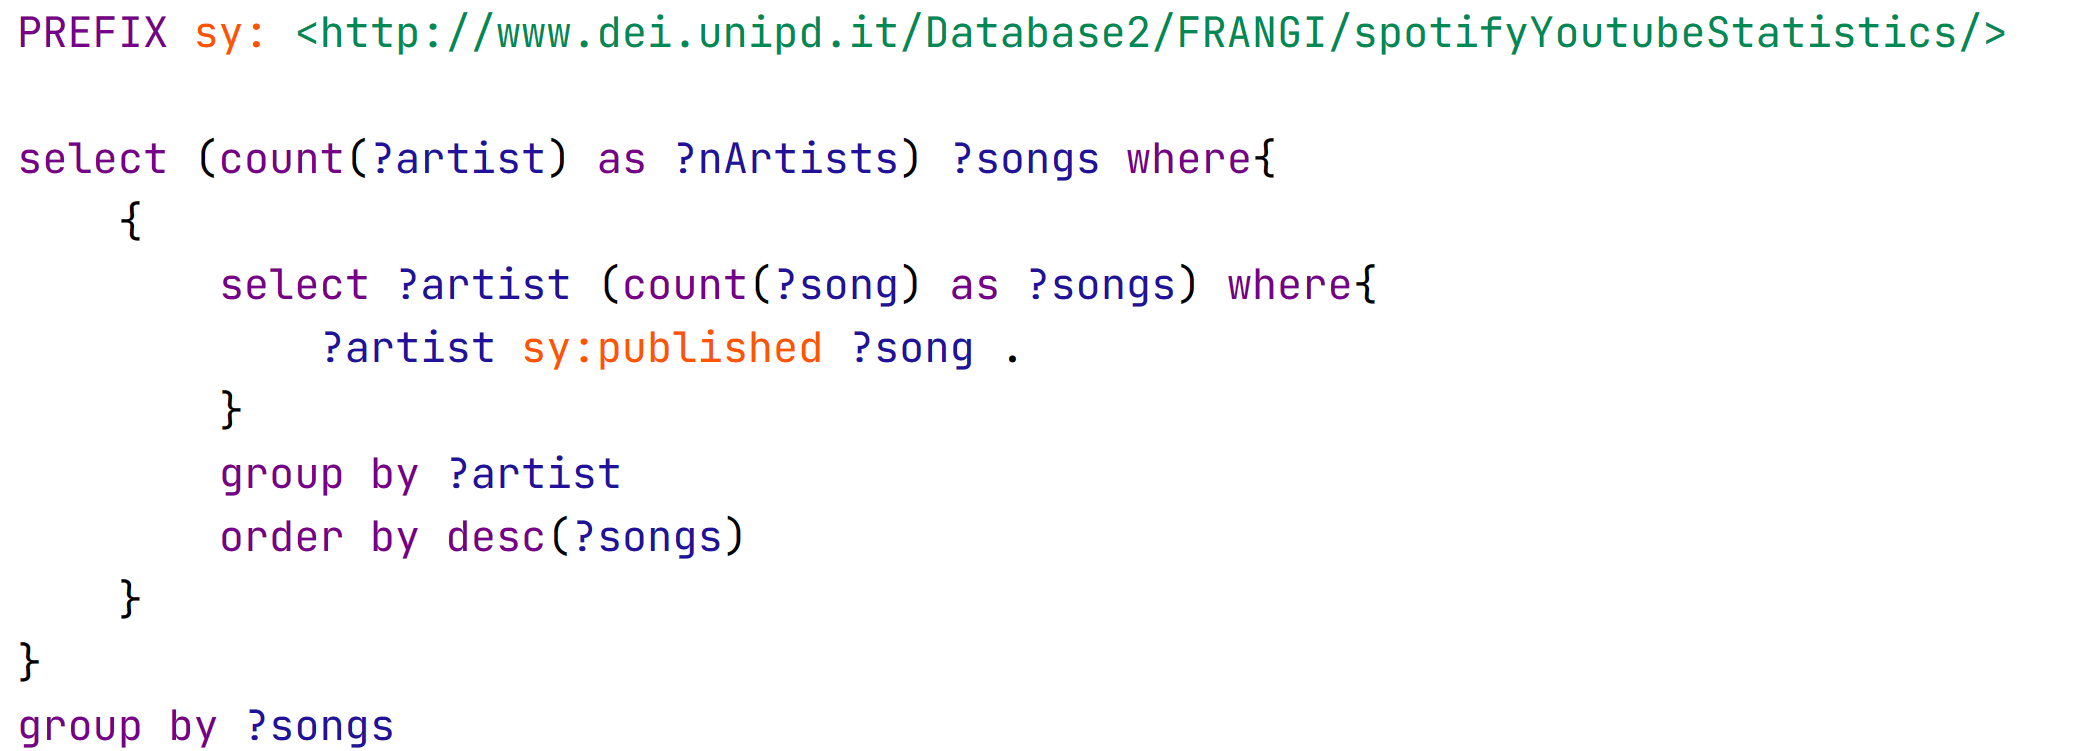 PREFIX sy: <http://www.dei.unipd.it/Database2/FRANGI/spotifyYoutubeStatistics/>
select (count(?artist) as ?nArtists) ?songs where{
{
select ?artist (count(?song) as ?songs) where{
?artist sy:published ?song .
}
group by ?artist
order by desc(?songs)
}
}
group by ?songs